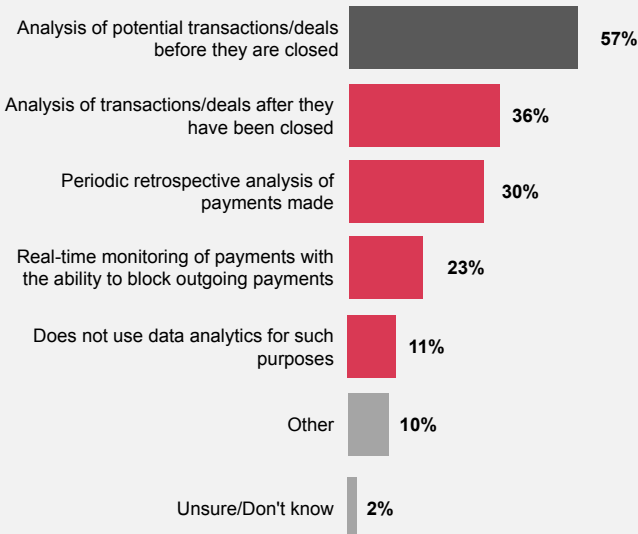 Analysis of potential transactions/deals
before they are closed
57%
Analysis of transactions/deals after they
have been closed
36%
Periodic retrospective analysis of
payments made
30%
Real-time monitoring of payments with
the ability to block outgoing payments
23%
Does not use data analytics for such
purposes
11%
Other
10%
Unsure/Don't know
2%